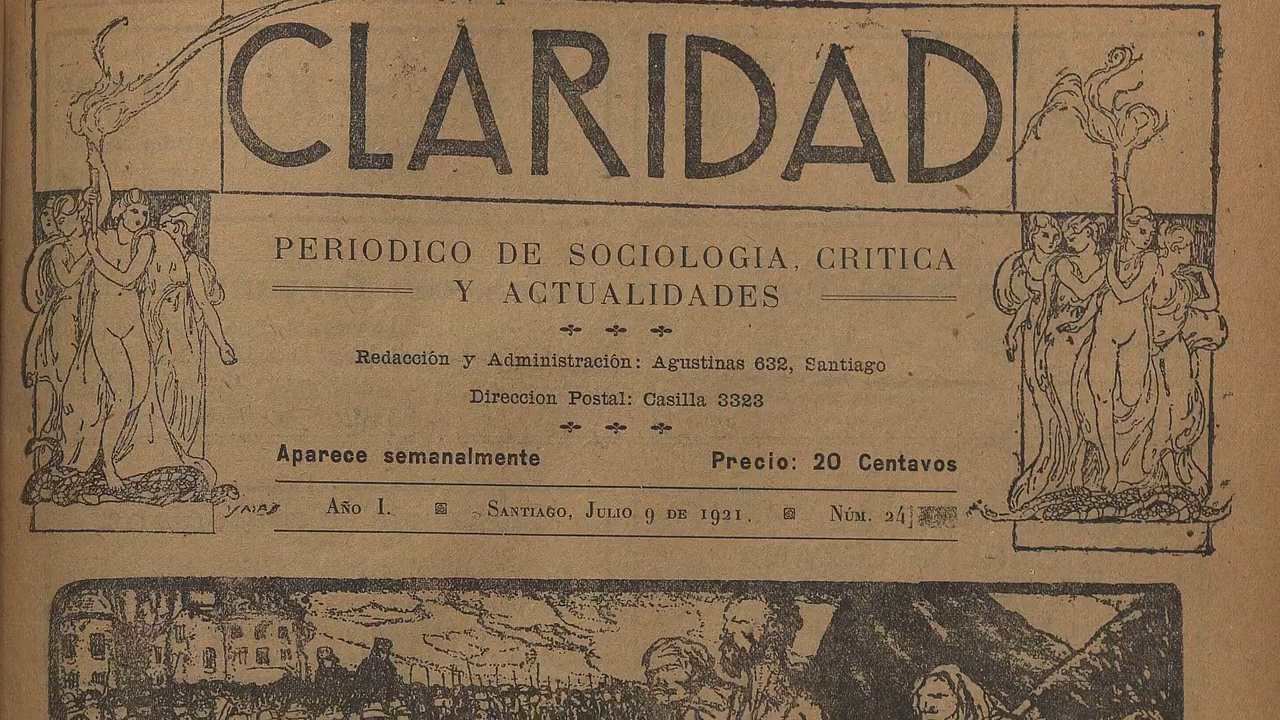 CLARIDAD
PERIODICO DE SOCIOLOGIA, CRITICA
Y ACTUALIDADES
Redacción y Administración: Agustinas 632, Santiago
Direccion Postal: Casilla 3323
Aparece semanalmente Precio: 20 Centavos
Año I. Santiago, Julio 9 de 1921. Núm. 24